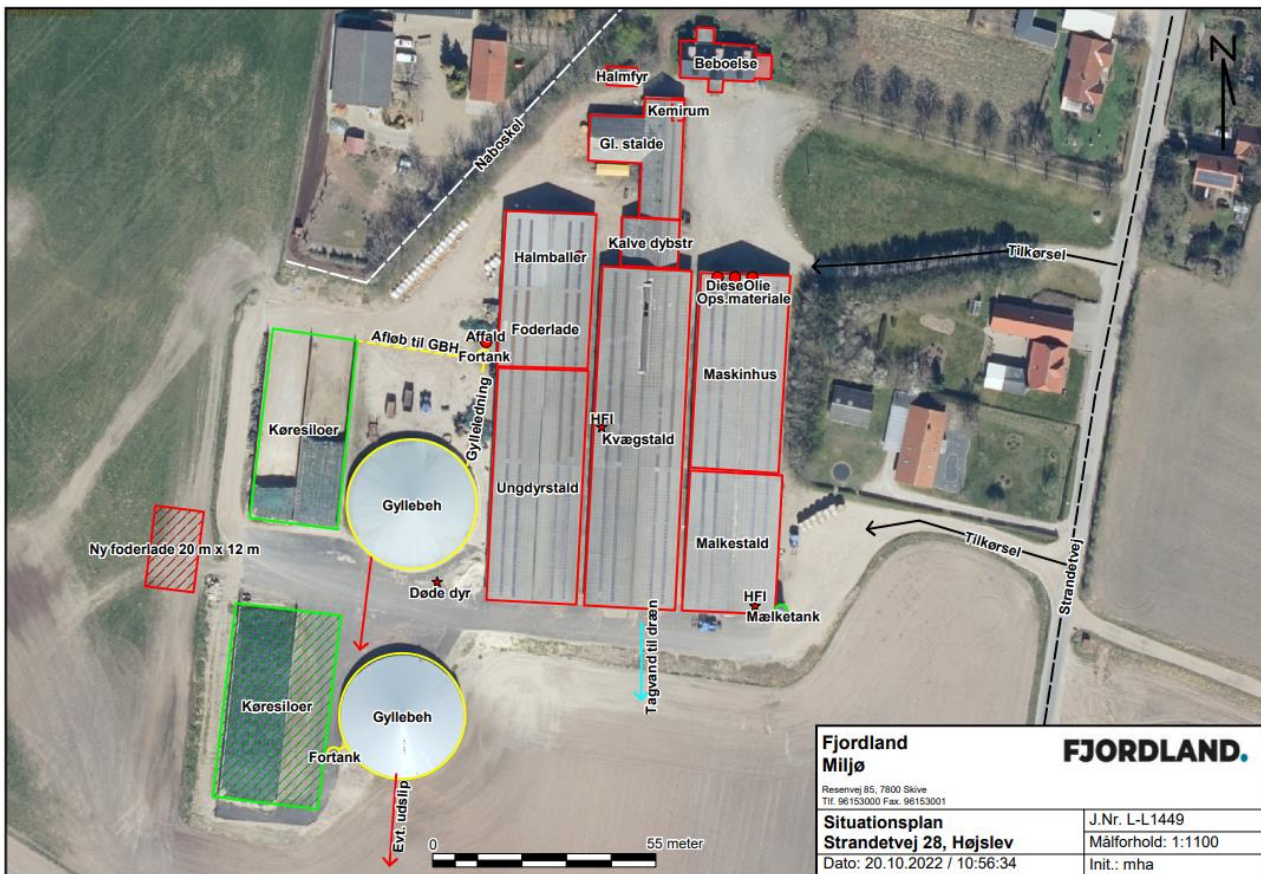 N
Beboelse
Halmfyr
Kemirum
Gl. stalde
Naboskel
Kalve dybstr
Halmballer
Tilkørsel
DieseOlie
Ops.materiale
Foderlade
Affald
Afløb til GBH
Fortank
Maskinhus
Gylleledning
HFI
Kvægstald
Køresiloer
Ungdyrstald
Gyllebeh
Malkestald
Tilkørsel
Strandetvej
Ny foderlade 20 m x 12 m
Døde dyr
HFI
Mælketank
Tagvand til dræn
Køresiloer
Gyllebeh
Fortank
Evt. udslip
0 55 meter
Fjordland
Miljø
FJORDLAND.
Resenvej 85, 7800 Skive
Tlf. 96153000 Fax. 96153001
Situationsplan
Strandetvej 28, Højslev
J.Nr. L-L1449
Målforhold: 1:1100
Dato: 20.10.2022 / 10:56:34
Init.: mha